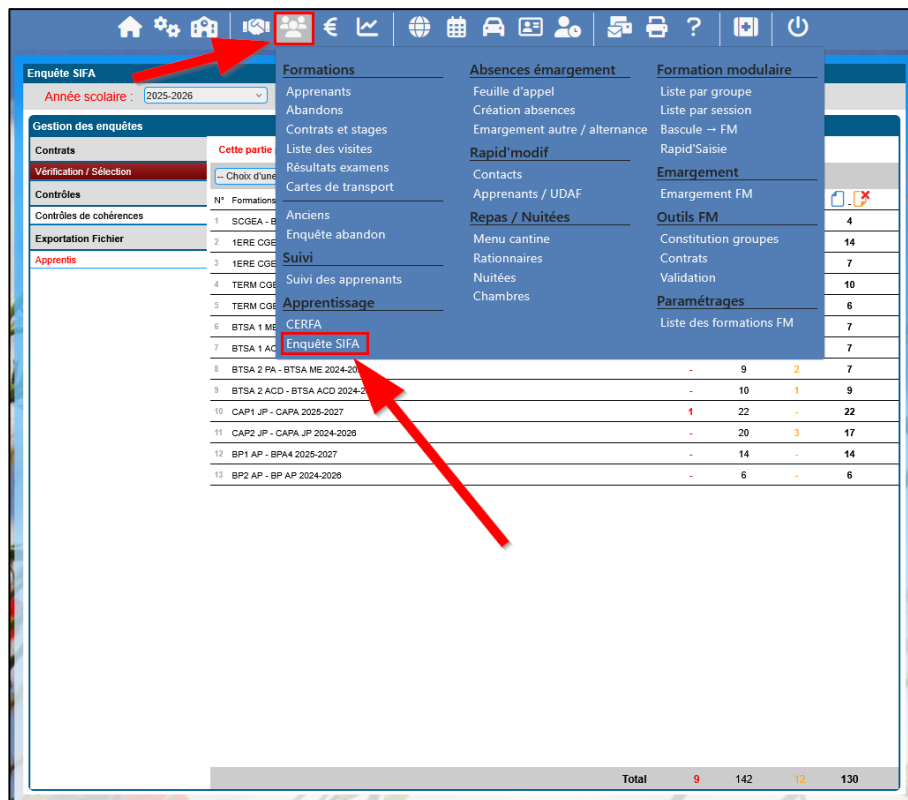 €
?
Enquête SIFA
Année scolaire : 2025-2026
Gestion des enquêtes
Contrats
Vérification / Sélection
Contrôles
Contrôles de cohérences
Exportation Fichier
Apprentis
Formations
Apprenants
Abandons
Contrats et stages
Liste des visites
Résultats examens
Cartes de transport
Anciens
Enquête abandon
Suivi
Suivi des apprenants
Apprentissage
CERFA
Enquête SIFA
Absences émargement
Feuille d'appel
Création absences
Emargement autre / alternance
Rapid'modif
Contacts
Apprenants / UDAF
Repas / Nuitées
Menu cantine
Rationnaires
Nuitées
Chambres
Formation modulaire
Liste par groupe
Liste par session
Bascule → FM
Rapid'Saisie
Emargement
Emargement FM
Outils FM
Constitution groupes
Contrats
Validation
Paramétrages
Liste des formations FM
Cette partie
-- Choix d'une
N° Formations
1 SCGEA - B 4
2 1ERE CGE 14
3 1ERE CGE 7
4 TERM CGE 10
5 TERM CGE 6
6 BTSA 1 ME 7
7 BTSA 1 AC 7
8 BTSA 2 PA - BTSA ME 2024-20 - 9 2 7
9 BTSA 2 ACD - BTSA ACD 2024-2 - 10 1 9
10 CAP1 JP - CAPA 2025-2027 1 22 - 22
11 CAP2 JP - CAPA JP 2024-2026 - 20 3 17
12 BP1 AP - BPA4 2025-2027 - 14 - 14
13 BP2 AP - BP AP 2024-2026 - 6 - 6
Total 9 142 12 130